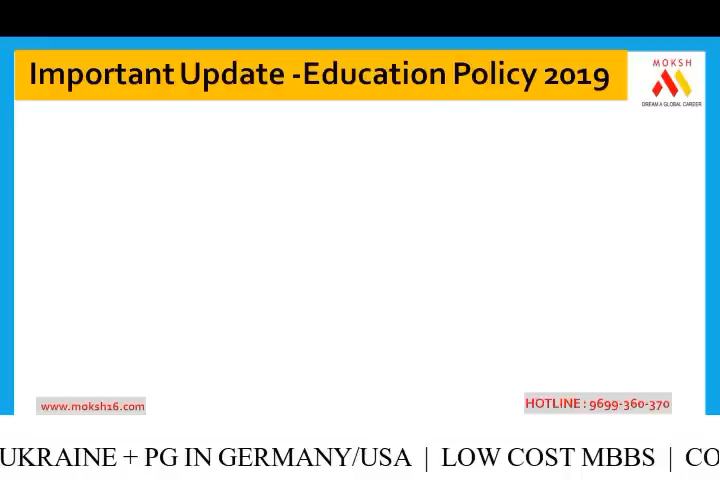 Important Update -Education Policy 2019
MOKSH
DREAM A GLOBAL CAREER
www.moksh16.com
HOTLINE : 9699-360-370
UKRAINE + PG IN GERMANY/USA | LOW COST MBBS | CO